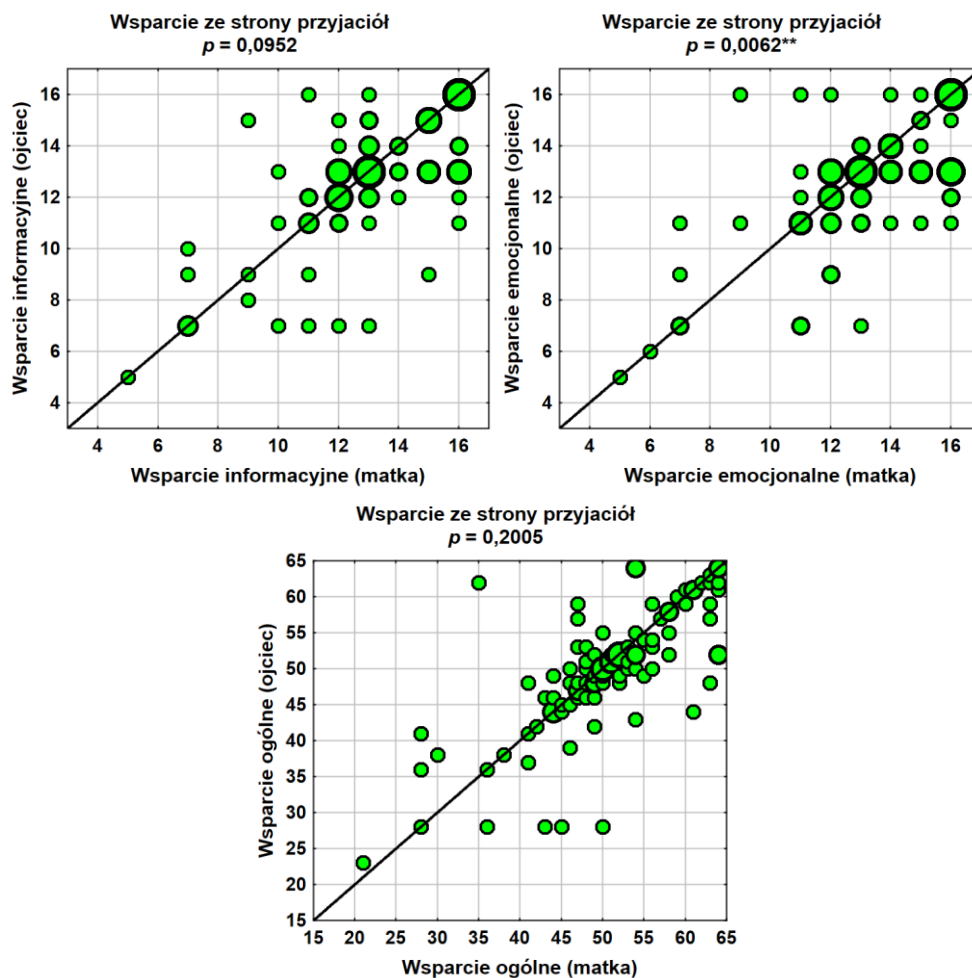 Wsparcie ze strony przyjaciół
p = 0,0952
Wsparcie informacyjne (ojciec)
16
14
12
10
8
6
4
4 6 8 10 12 14 16
Wsparcie informacyjne (matka)
Wsparcie ze strony przyjaciół
p = 0,0062**
Wsparcie emocjonalne (ojciec)
16
14
12
10
8
6
4
4 6 8 10 12 14 16
Wsparcie emocjonalne (matka)
Wsparcie ze strony przyjaciół
p = 0,2005
Wsparcie ogólne (ojciec)
65
60
55
50
45
40
35
30
25
20
15
15 20 25 30 35 40 45 50 55 60 65
Wsparcie ogólne (matka)